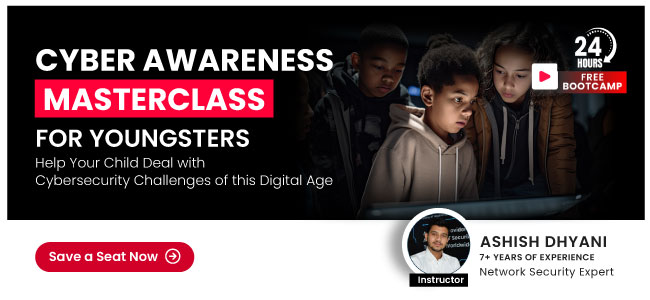 CYBER AWARENESS
MASTERCLASS
FOR YOUNGSTERS
Help Your Child Deal with
Cybersecurity Challenges of this Digital Age
24
HOURS
FREE
BOOTCAMP
Save a Seat Now
Instructor
ASHISH DHYANI
7+ YEARS OF EXPERIENCE
Network Security Expert